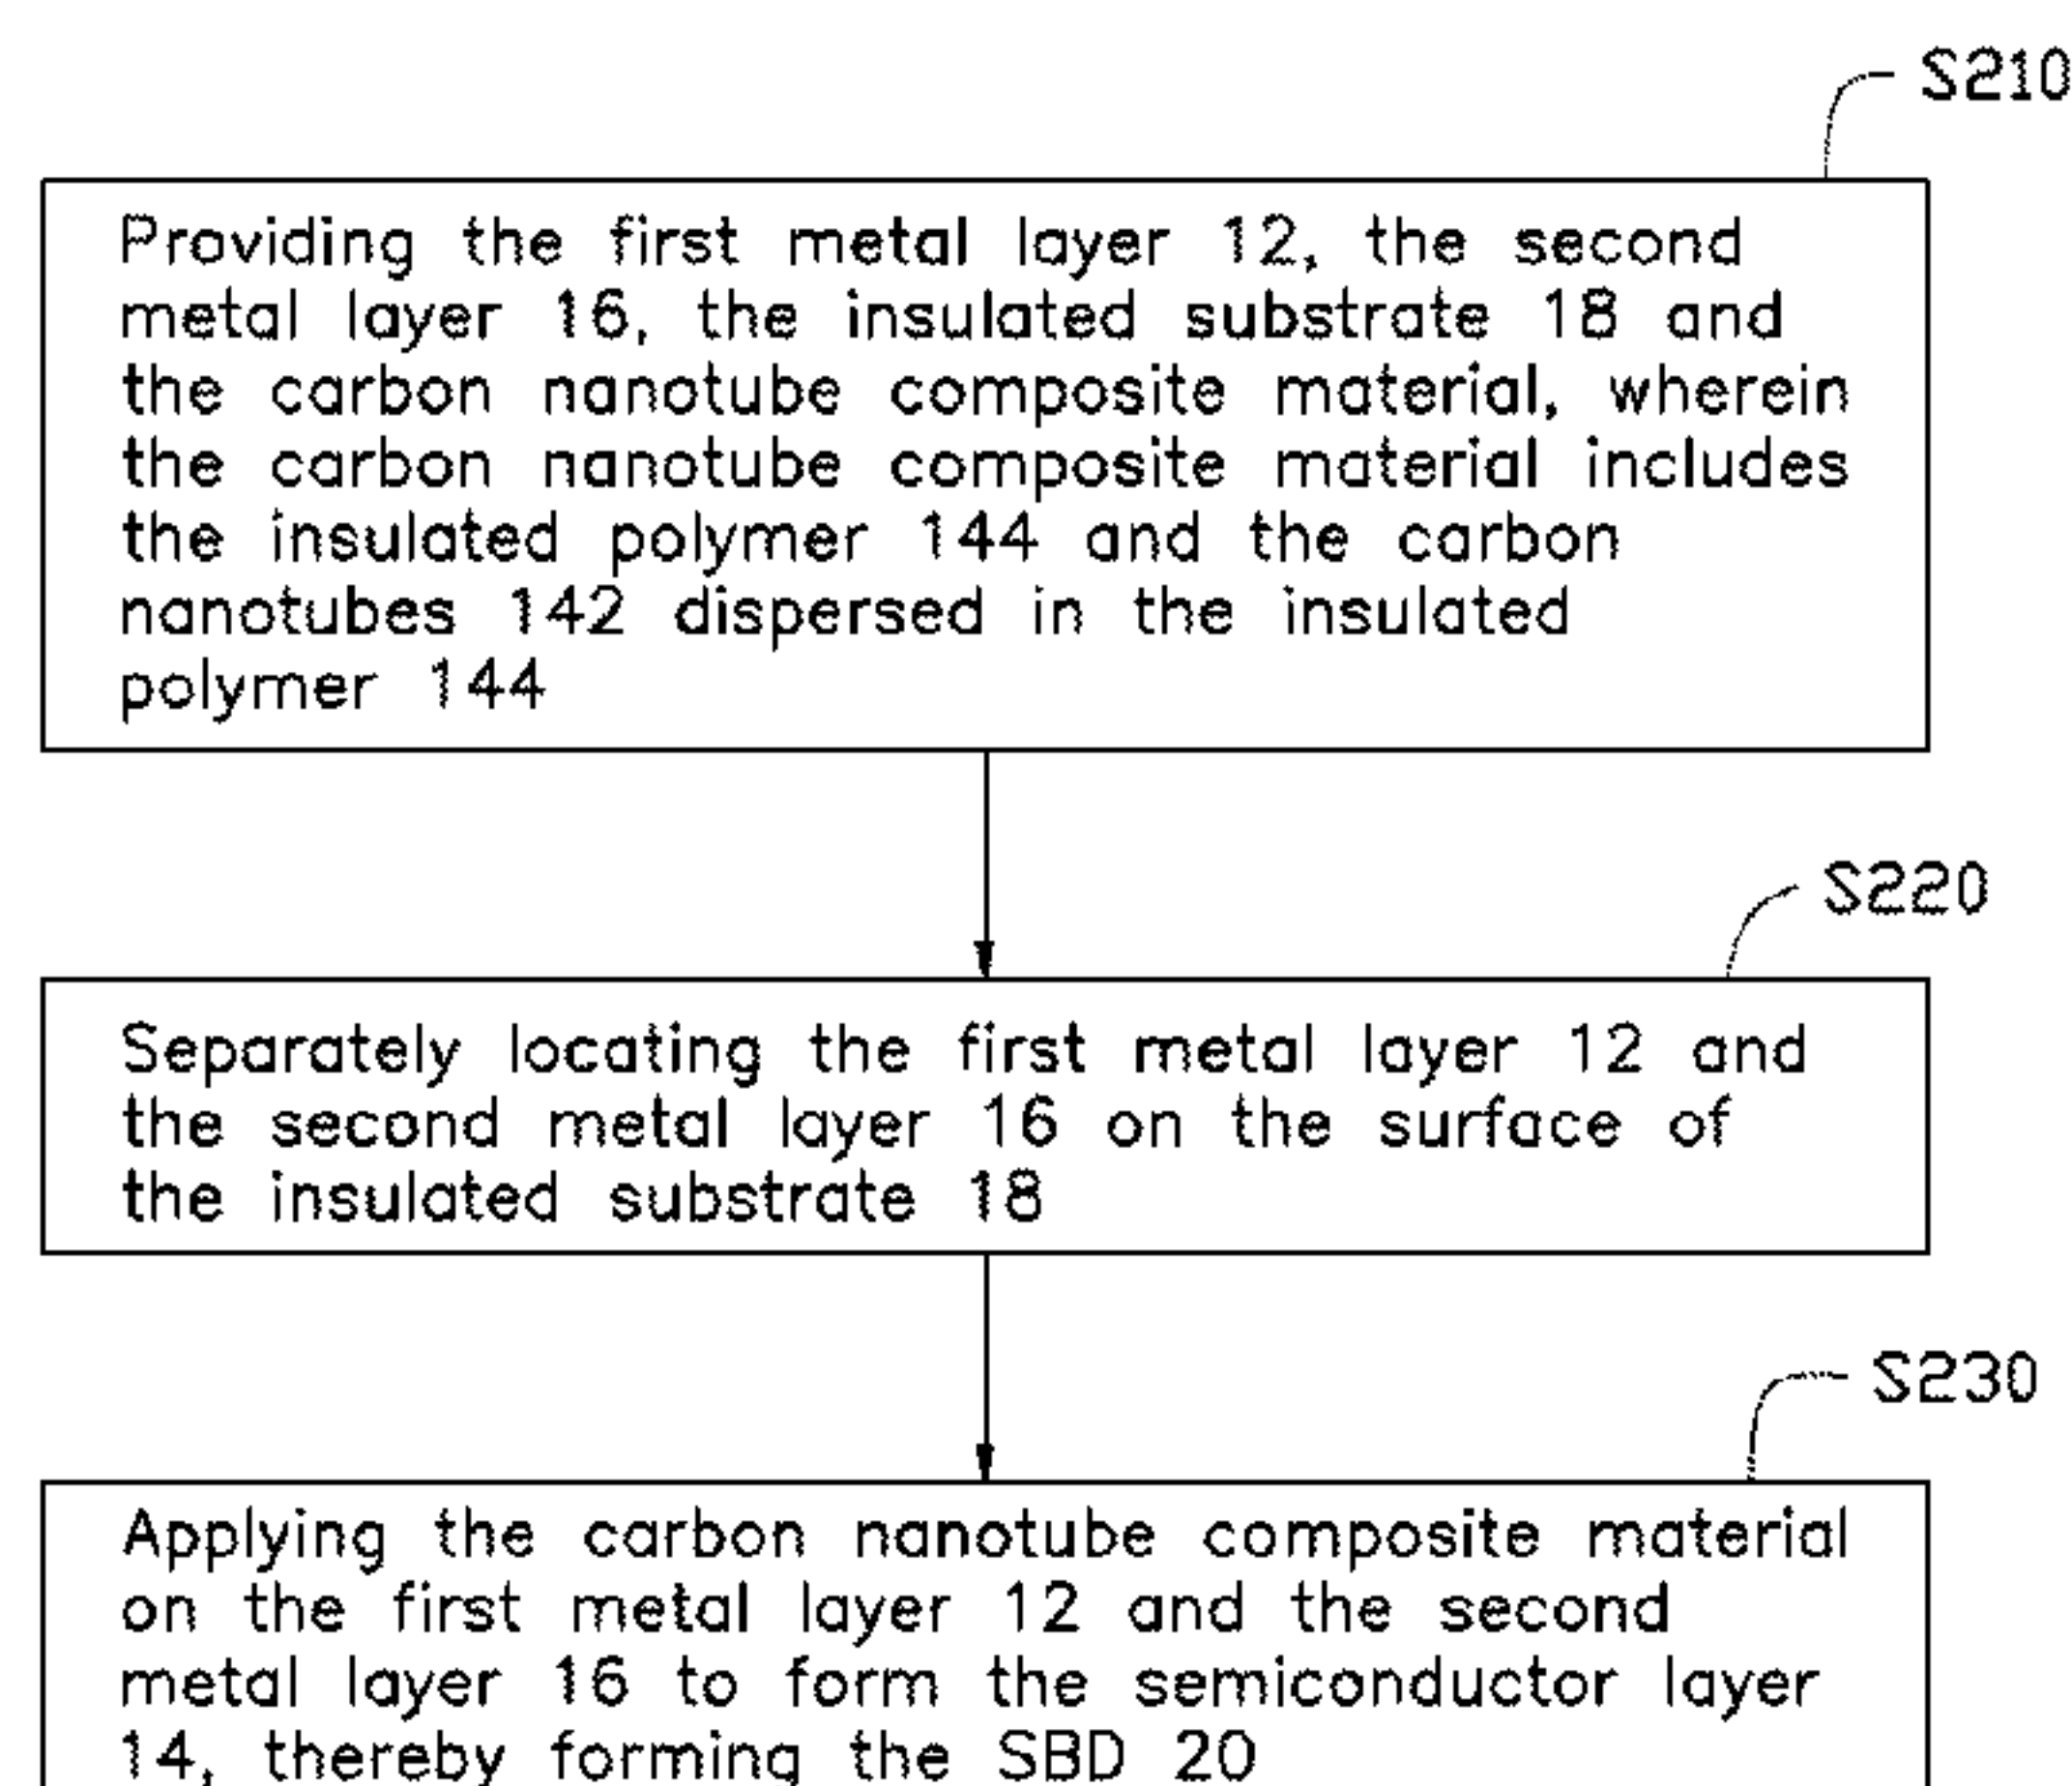 S210
Providing the first metal layer 12, the second
metal layer 16, the insulated substrate 18 and
the carbon nanotube composite material, wherein
the carbon nanotube composite material includes
the insulated polymer 144 and the carbon
nanotubes 142 dispersed in the insulated
polymer 144
S220
Separately locating the first metal layer 12 and
the second metal layer 16 on the surface of
the insulated substrate 18
S230
Applying the carbon nanotube composite material
on the first metal layer 12 and the second
metal layer 16 to form the semiconductor layer
14, thereby forming the SBD 20